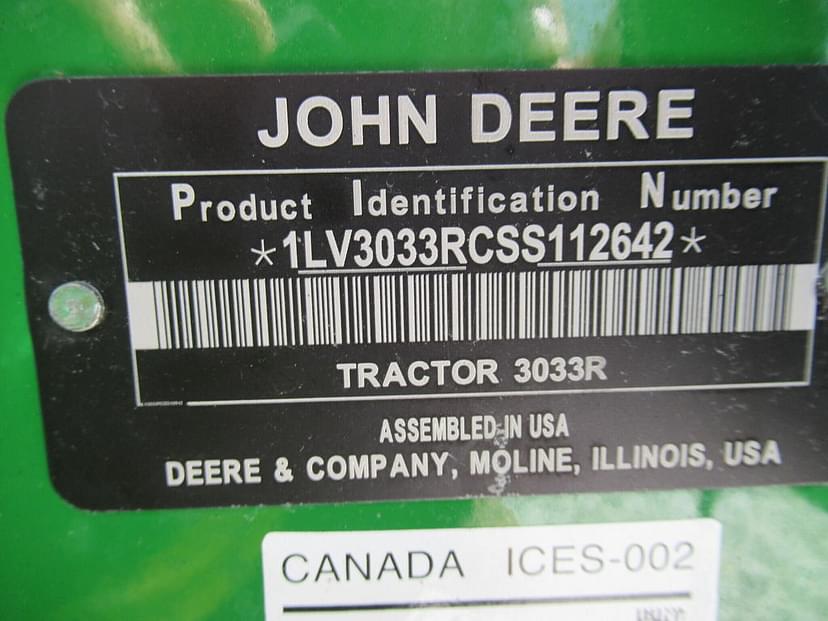 JOHN DEERE
Product Identification Number
*1LV3033RCSS112642*
TRACTOR 3033R
ASSEMBLED IN USA
DEERE & COMPANY, MOLINE, ILLINOIS, USA
CANADA ICES-002